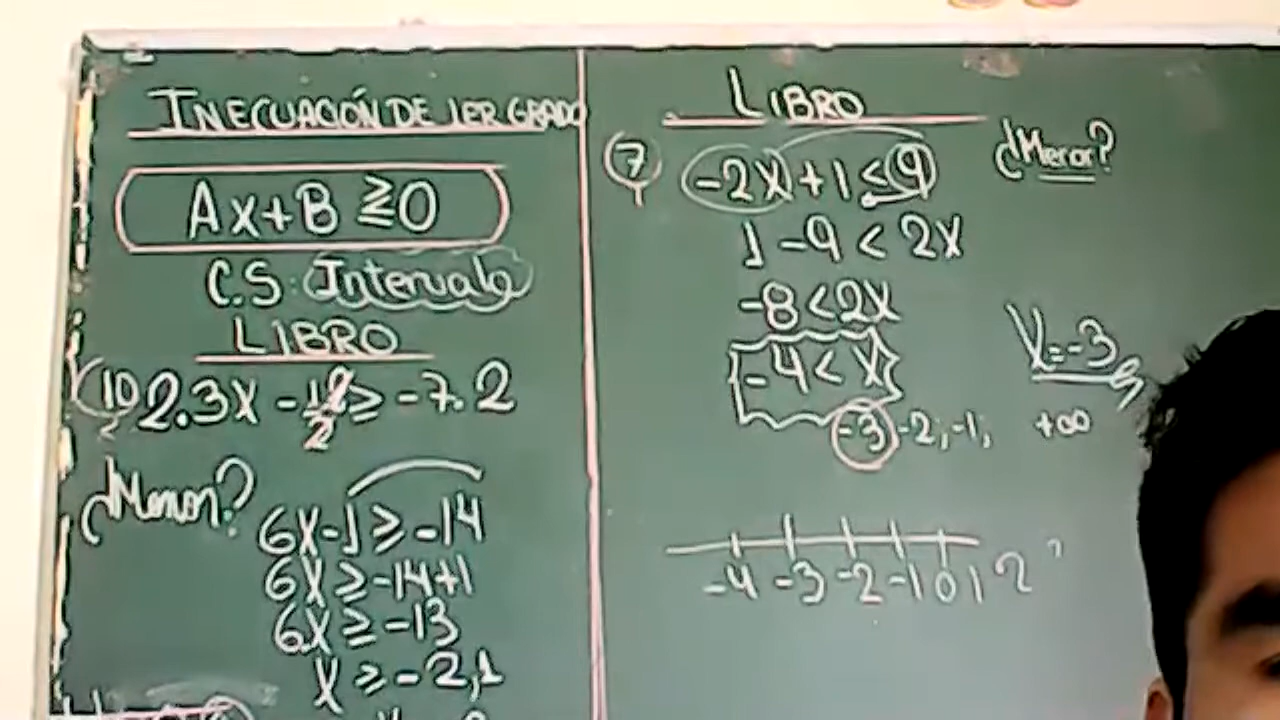 INECUACIÓN DE 1ER GRADO
Ax+B ≷ 0
C.S: Intervalo
LIBRO
10 2.3x - 12/2 ≥ -7.2
¿Menor?
6x-1 ≥ -14
6x ≥ -14+1
6x ≥ -13
x ≥ -2,1
LIBRO
7 -2x+1 < 9
¿Menor?
1-9 < 2x
-8 < 2x
-4 < x
x=-3
-3 -2; -1; +∞
-4 -3 -2 -1 0 1 2